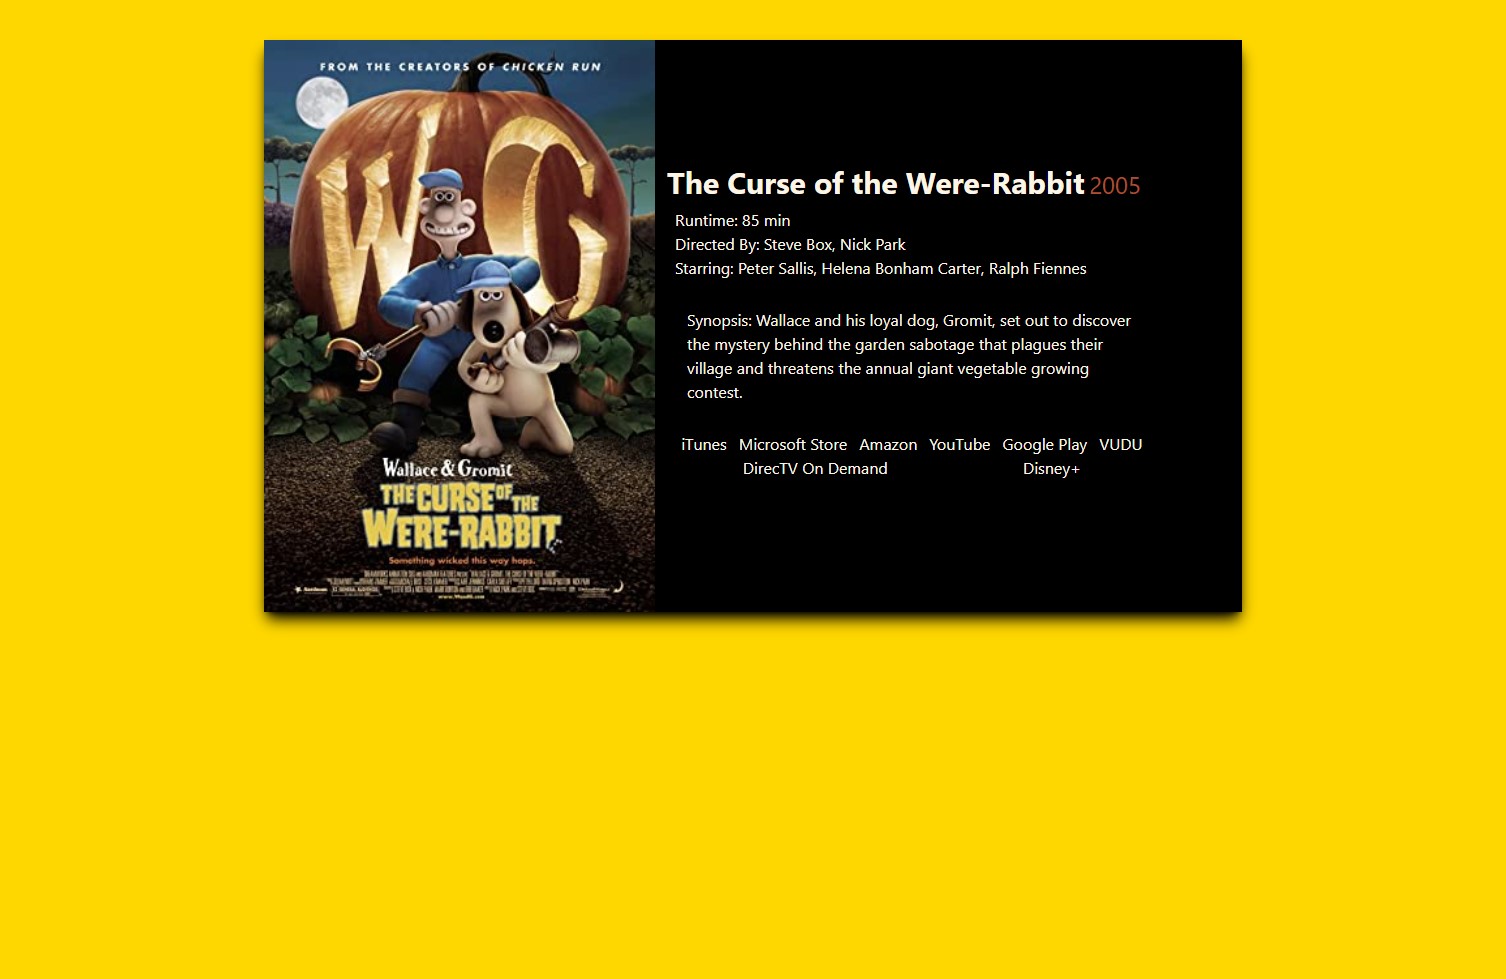 FROM THE CREATORS OF CHICKEN RUN
W G
Wallace & Gromit
THE CURSE OF THE
WERE-RABBIT
Something wicked this way hops.
The Curse of the Were-Rabbit 2005
Runtime: 85 min
Directed By: Steve Box, Nick Park
Starring: Peter Sallis, Helena Bonham Carter, Ralph Fiennes
Synopsis: Wallace and his loyal dog, Gromit, set out to discover
the mystery behind the garden sabotage that plagues their
village and threatens the annual giant vegetable growing
contest.
iTunes Microsoft Store Amazon YouTube Google Play VUDU
DirecTV On Demand Disney+